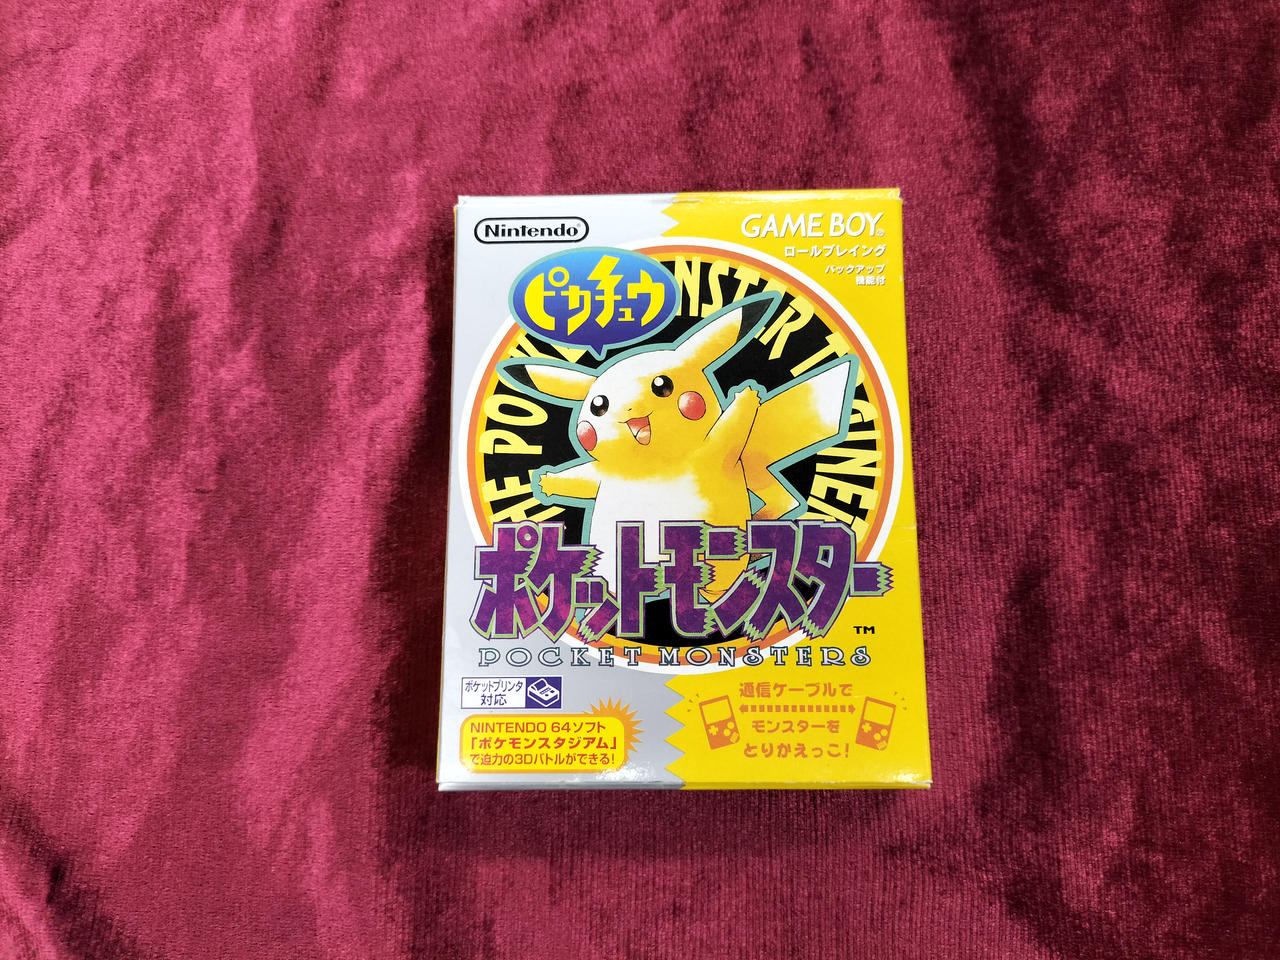 Nintendo®
GAME BOY®
ロールプレイング
バックアップ
機能付
ピカチュウ
ポケットモンスター
TM
POCKET MONSTERS
ポケットプリンタ
対応
NINTENDO 64ソフト
「ポケモンスタジアム」
で迫力の3Dバトルができる!
通信ケーブルで
モンスターを
とりかえっこ!